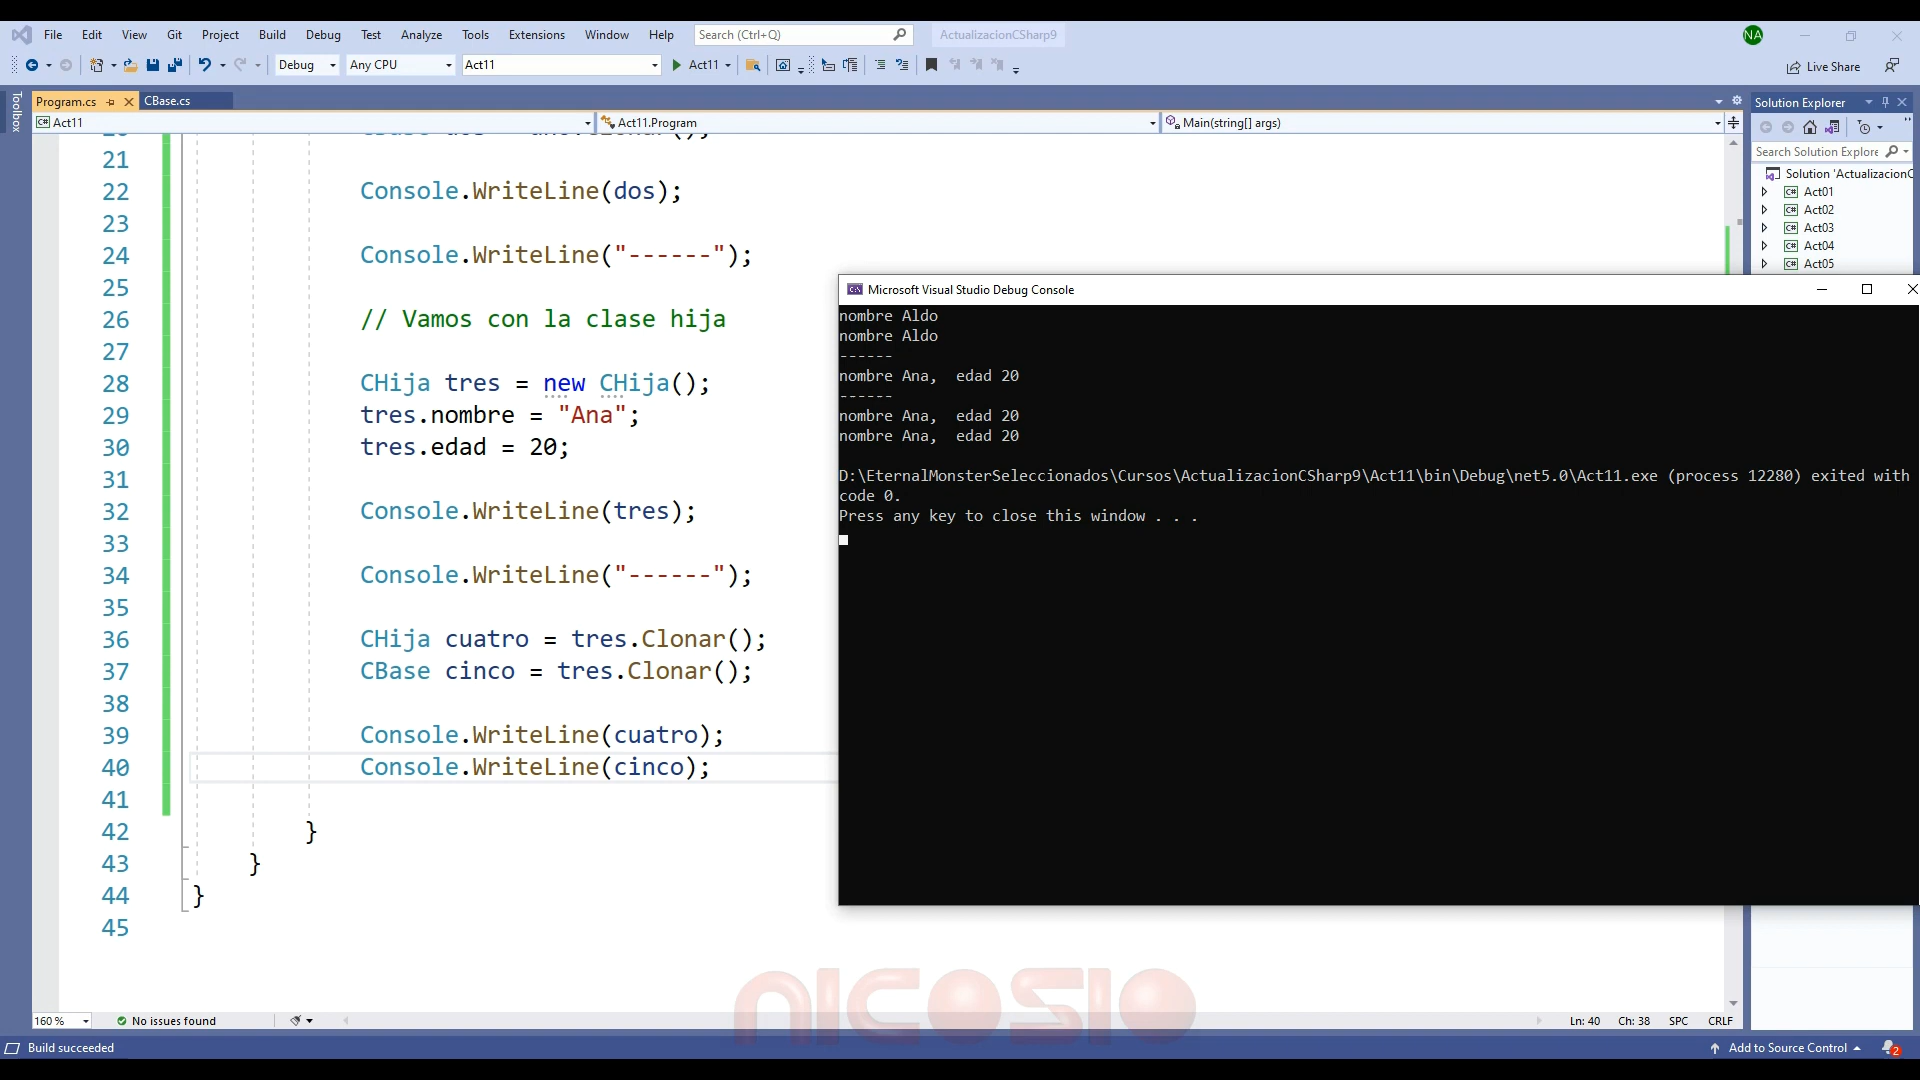 File Edit View Git Project Build Debug Test Analyze Tools Extensions Window Help Search (Ctrl+Q) ActualizacionCSharp9 NA
Debug Any CPU Act11 Act11 Live Share
Toolbox
Program.cs CBase.cs
Act11 Act11.Program Main(string[] args)
21
22 Console.WriteLine(dos);
23
24 Console.WriteLine("------");
25
26 // Vamos con la clase hija
27
28 CHija tres = new CHija();
29 tres.nombre = "Ana";
30 tres.edad = 20;
31
32 Console.WriteLine(tres);
33
34 Console.WriteLine("------");
35
36 CHija cuatro = tres.Clonar();
37 CBase cinco = tres.Clonar();
38
39 Console.WriteLine(cuatro);
40 Console.WriteLine(cinco);
41
42 }
43 }
44 }
45
Microsoft Visual Studio Debug Console
nombre Aldo
nombre Aldo
------
nombre Ana,  edad 20
------
nombre Ana,  edad 20
nombre Ana,  edad 20
D:\EternalMonsterSeleccionados\Cursos\ActualizacionCSharp9\Act11\bin\Debug\net5.0\Act11.exe (process 12280) exited with
code 0.
Press any key to close this window . . .
Solution Explorer
Search Solution Explore
Solution 'ActualizacionC
Act01
Act02
Act03
Act04
Act05
NICOSIO
160 % No issues found Ln: 40 Ch: 38 SPC CRLF
Build succeeded Add to Source Control 2